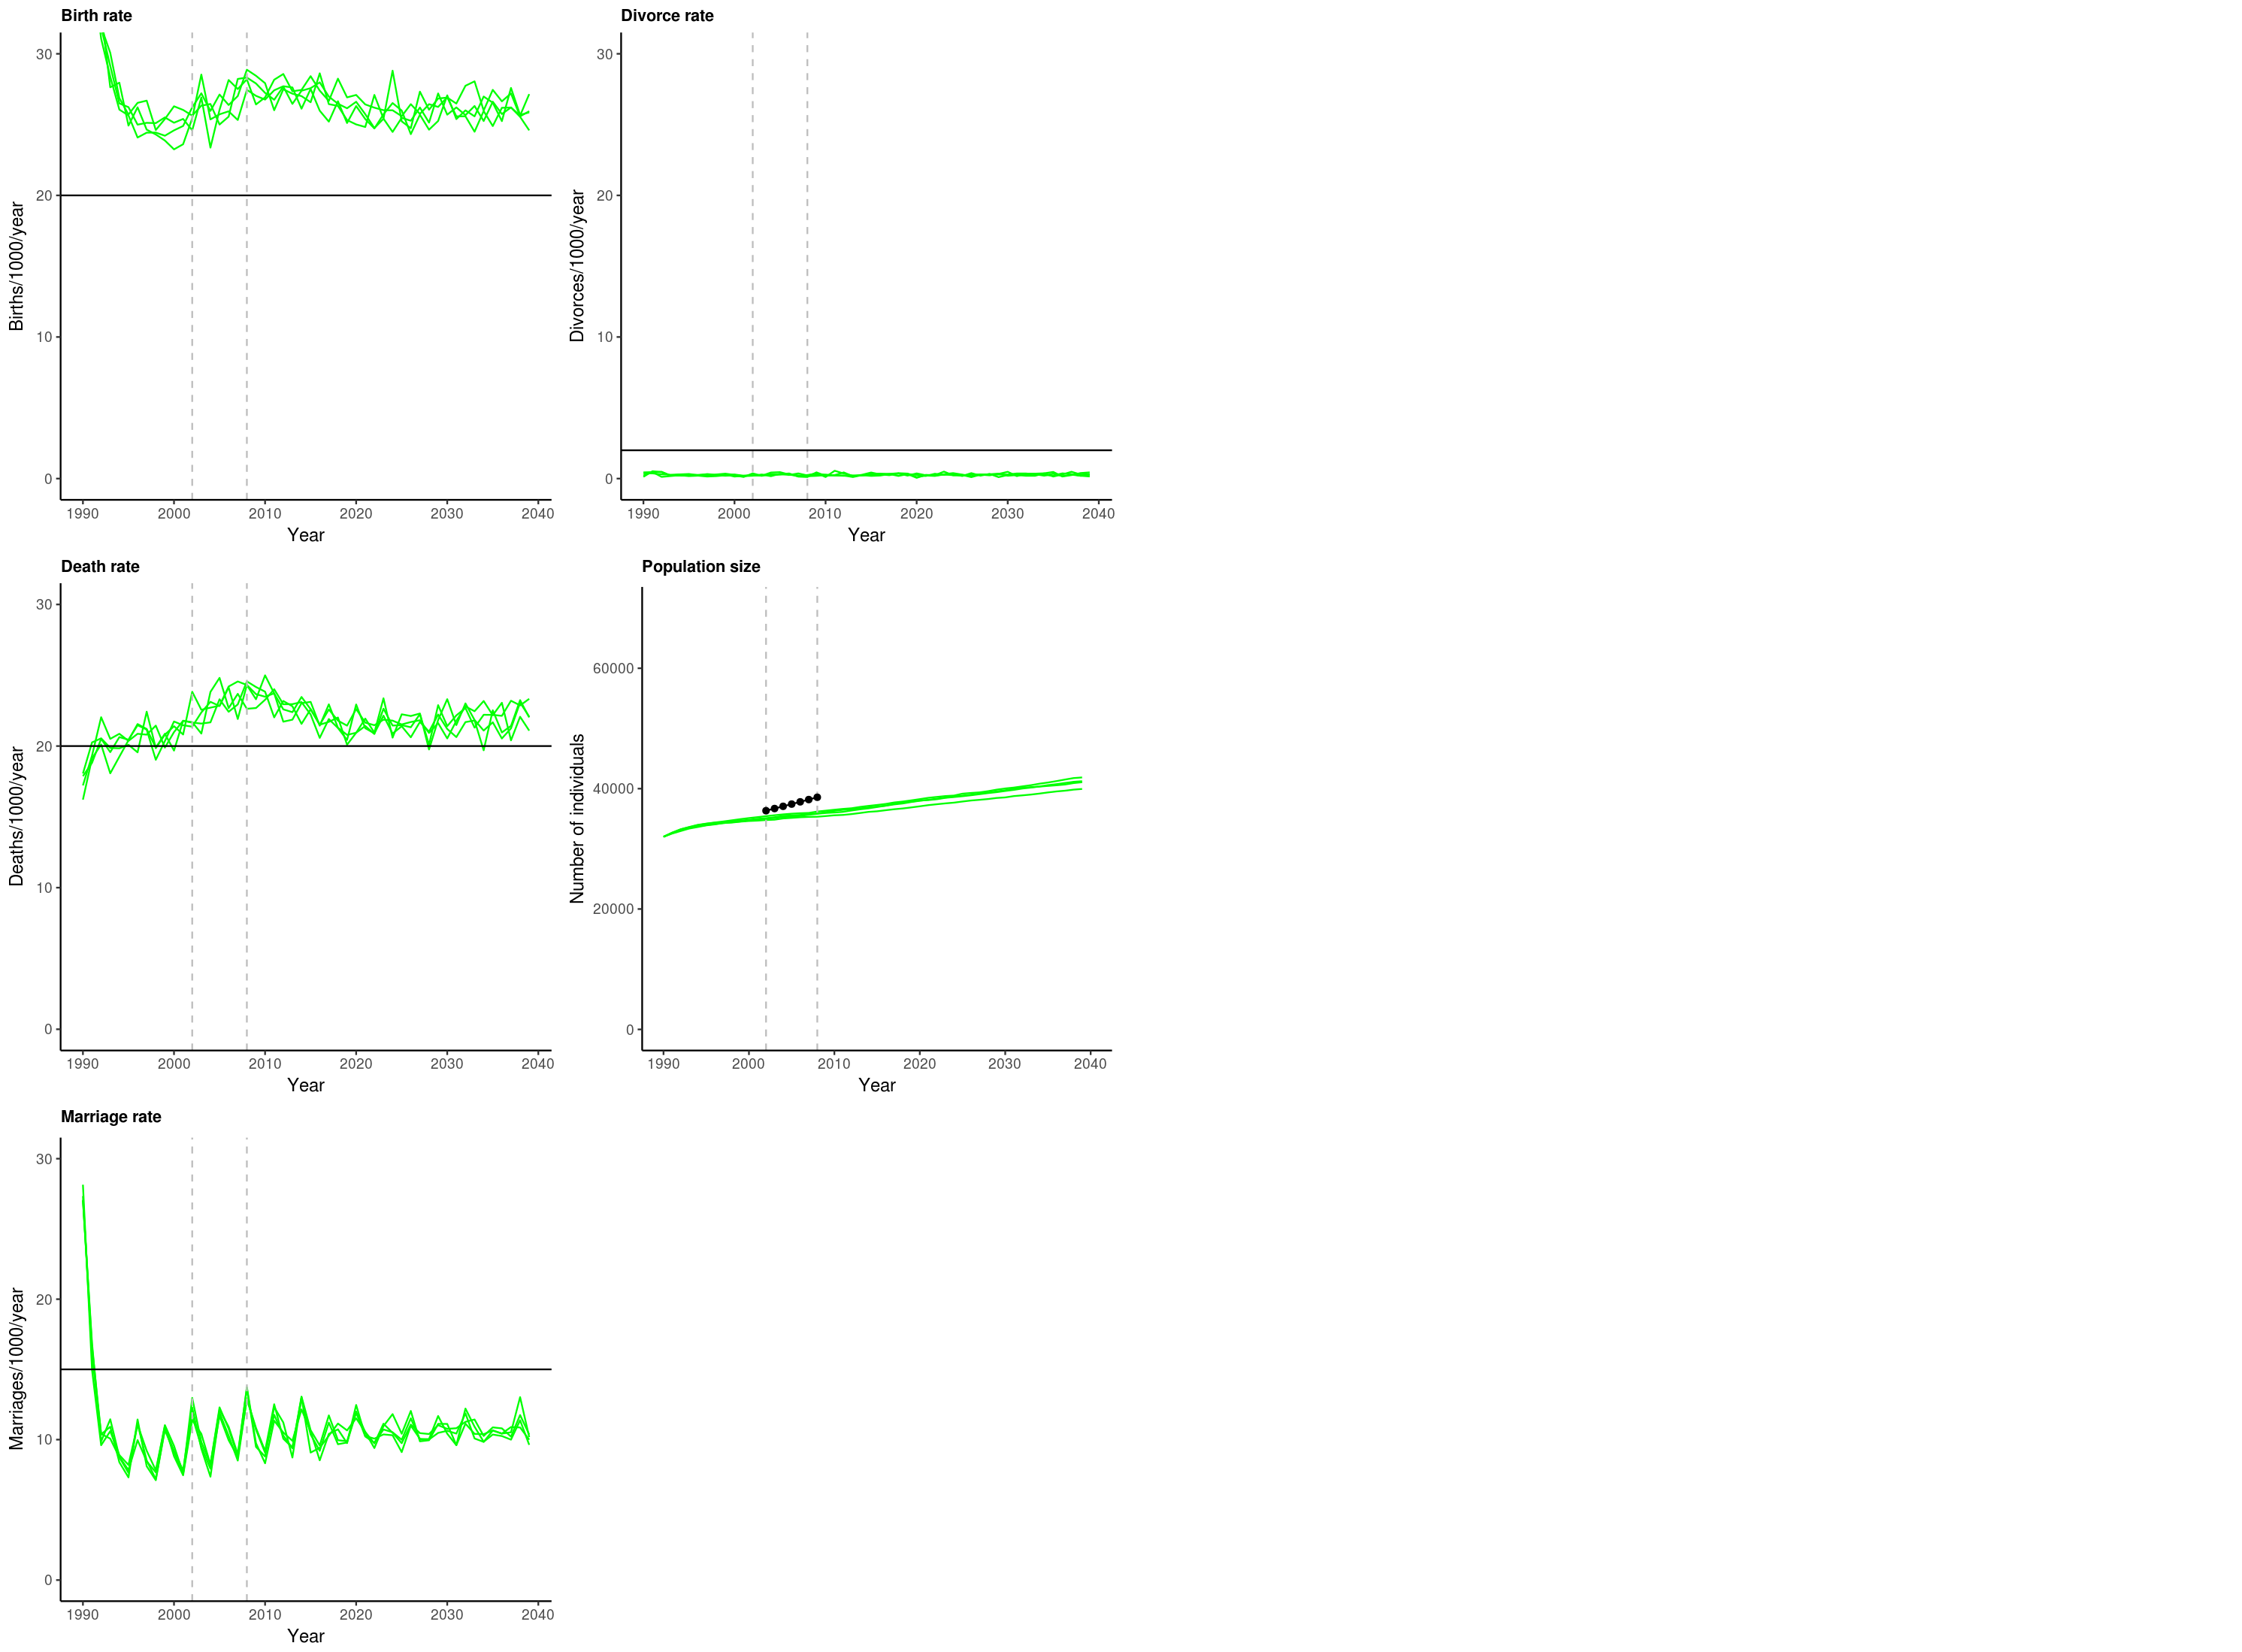 Birth rate
30
20
10
0
Births/1000/year
1990 2000 2010 2020 2030 2040
Year
Divorce rate
30
20
10
0
Divorces/1000/year
1990 2000 2010 2020 2030 2040
Year
Death rate
30
20
10
0
Deaths/1000/year
1990 2000 2010 2020 2030 2040
Year
Population size
60000
40000
20000
0
Number of individuals
1990 2000 2010 2020 2030 2040
Year
Marriage rate
30
20
10
0
Marriages/1000/year
1990 2000 2010 2020 2030 2040
Year